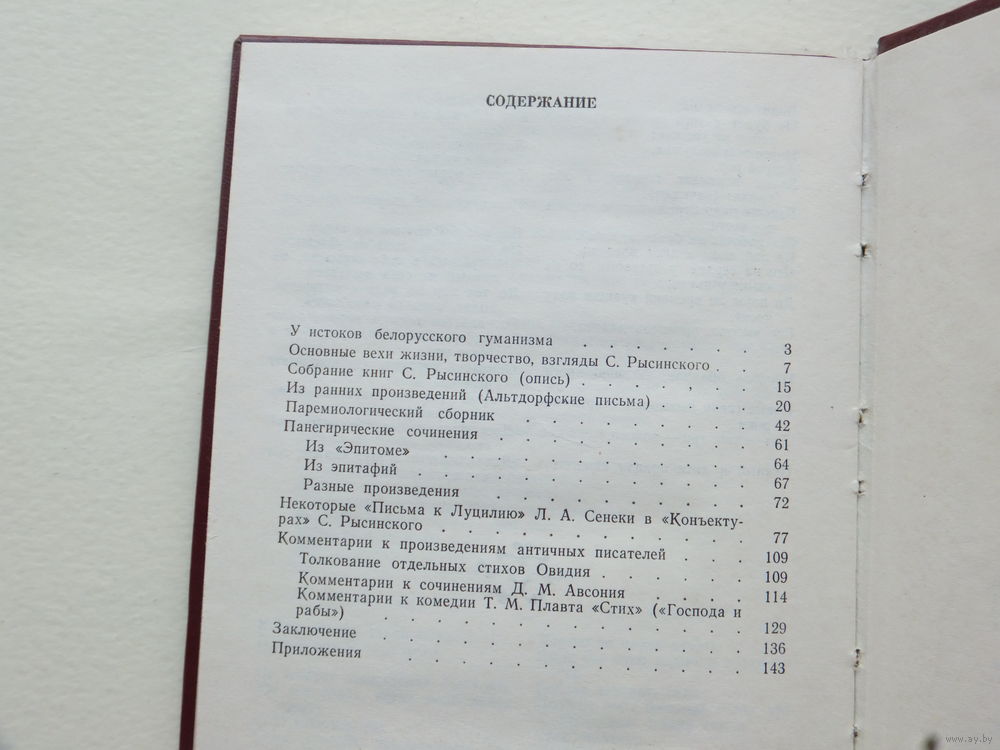 СОДЕРЖАНИЕ
У истоков белорусского гуманизма . . . . . . . 3
Основные вехи жизни, творчество, взгляды С. Рысинского . . 7
Собрание книг С. Рысинского (опись) . . . . . . 15
Из ранних произведений (Альтдорфские письма) . . . . 20
Паремиологический сборник . . . . . . . . 42
Панегирические сочинения . . . . . . . . . 61
Из «Эпитоме» . . . . . . . . . . 64
Из эпитафий . . . . . . . . . . . 67
Разные произведения . . . . . . . . 72
Некоторые «Письма к Луцилию» Л. А. Сенеки в «Конъекту-
рах» С. Рысинского . . . . . . . . . . . 77
Комментарии к произведениям античных писателей . . . 109
Толкование отдельных стихов Овидия . . . . . 109
Комментарии к сочинениям Д. М. Авсония . . . . 114
Комментарии к комедии Т. М. Плавта «Стих» («Господа и
рабы») . . . . . . . . . . . . 129
Заключение . . . . . . . . . . . . 136
Приложения . . . . . . . . . . . . 143
www.ay.by